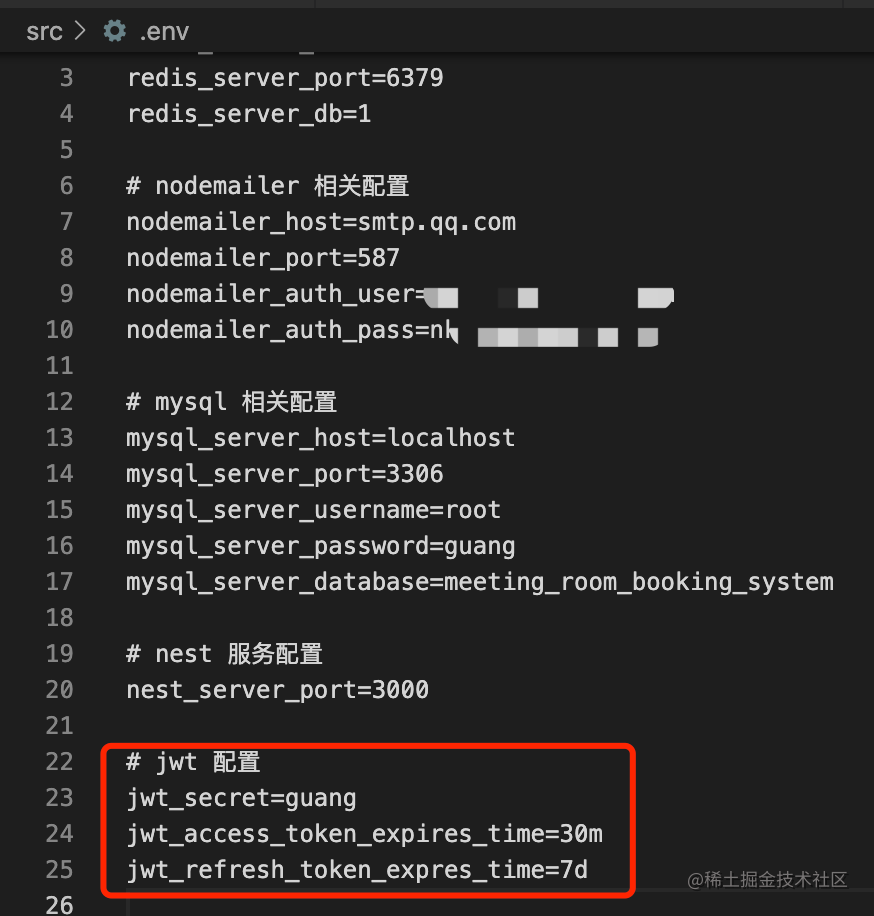 src > .env
3 redis_server_port=6379
4 redis_server_db=1
5
6 # nodemailer 相关配置
7 nodemailer_host=smtp.qq.com
8 nodemailer_port=587
9 nodemailer_auth_user=
10 nodemailer_auth_pass=
11
12 # mysql 相关配置
13 mysql_server_host=localhost
14 mysql_server_port=3306
15 mysql_server_username=root
16 mysql_server_password=guang
17 mysql_server_database=meeting_room_booking_system
18
19 # nest 服务配置
20 nest_server_port=3000
21
22 # jwt 配置
23 jwt_secret=guang
24 jwt_access_token_expires_time=30m
25 jwt_refresh_token_expres_time=7d
26
@稀土掘金技术社区